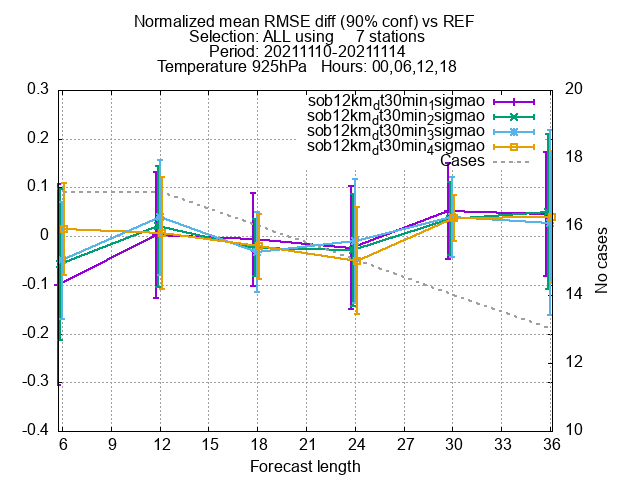 Normalized mean RMSE diff (90% conf) vs REF
Selection: ALL using 7 stations
Period: 20211110-20211114
Temperature 925hPa Hours: 00,06,12,18
sob12km_dt30min_1sigmao
sob12km_dt30min_2sigmao
sob12km_dt30min_3sigmao
sob12km_dt30min_4sigmao
Cases
0.3
0.2
0.1
0
-0.1
-0.2
-0.3
-0.4
20
18
16
14
12
10
No cases
6 9 12 15 18 21 24 27 30 33 36
Forecast length